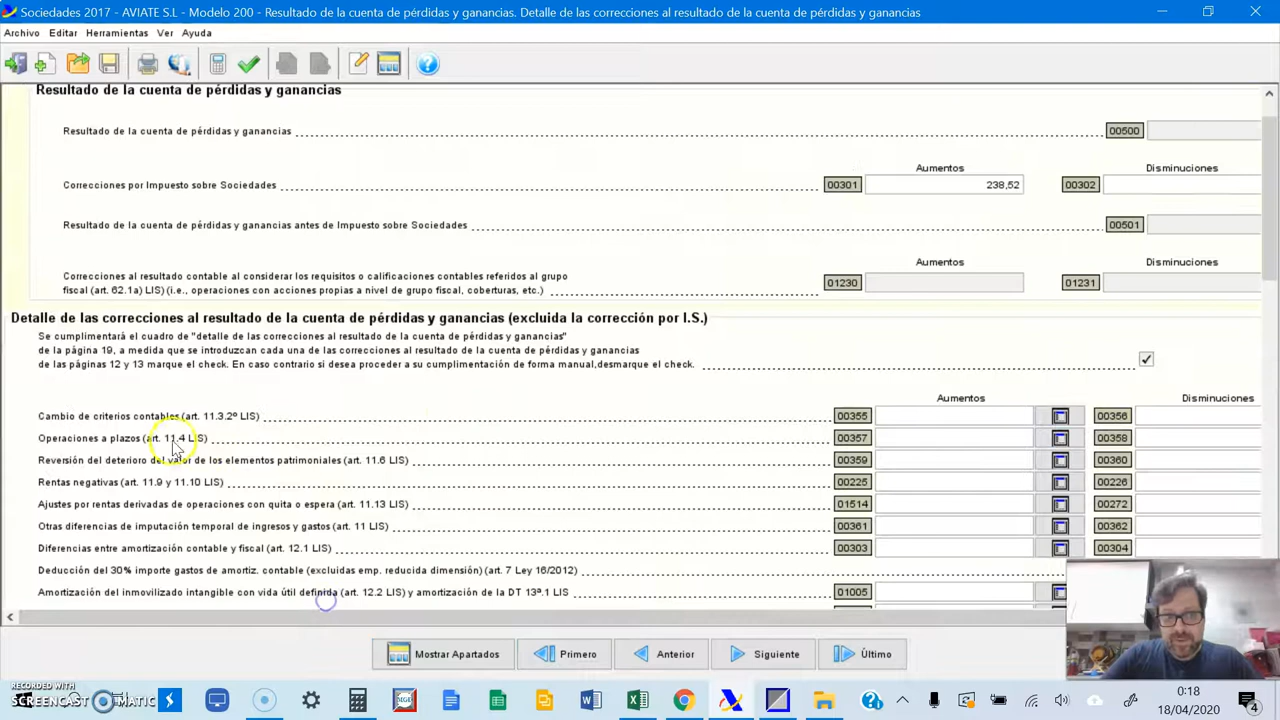 Sociedades 2017 - AVIATE S.L - Modelo 200 - Resultado de la cuenta de pérdidas y ganancias. Detalle de las correcciones al resultado de la cuenta de pérdidas y ganancias
Archivo Editar Herramientas Ver Ayuda
Resultado de la cuenta de pérdidas y ganancias
Resultado de la cuenta de pérdidas y ganancias 00500
Aumentos Disminuciones
Correcciones por Impuesto sobre Sociedades 00301 238,52 00302
Resultado de la cuenta de pérdidas y ganancias antes de Impuesto sobre Sociedades 00501
Aumentos Disminuciones
Correcciones al resultado contable al considerar los requisitos o calificaciones contables referidos al grupo
fiscal (art. 62.1a) LIS) (i.e., operaciones con acciones propias a nivel de grupo fiscal, coberturas, etc.) 01230 01231
Detalle de las correcciones al resultado de la cuenta de pérdidas y ganancias (excluida la corrección por I.S.)
Se cumplimentará el cuadro de "detalle de las correcciones al resultado de la cuenta de pérdidas y ganancias"
de la página 19, a medida que se introduzcan cada una de las correcciones al resultado de la cuenta de pérdidas y ganancias
de las páginas 12 y 13 marque el check. En caso contrario si desea proceder a su cumplimentación de forma manual,desmarque el check.
Aumentos Disminuciones
Cambio de criterios contables (art. 11.3.2º LIS) 00355 00356
Operaciones a plazos (art. 11.4 LIS) 00357 00358
Reversión del deterioro del valor de los elementos patrimoniales (art. 11.6 LIS) 00359 00360
Rentas negativas (art. 11.9 y 11.10 LIS) 00225 00226
Ajustes por rentas derivadas de operaciones con quita o espera (art. 11.13 LIS) 01514 00272
Otras diferencias de imputación temporal de ingresos y gastos (art. 11 LIS) 00361 00362
Diferencias entre amortización contable y fiscal (art. 12.1 LIS) 00303 00304
Deducción del 30% importe gastos de amortiz. contable (excluidas emp. reducida dimensión) (art. 7 Ley 16/2012)
Amortización del inmovilizado intangible con vida útil definida (art. 12.2 LIS) y amortización de la DT 13ª.1 LIS 01005
Mostrar Apartados Primero Anterior Siguiente Último
RECORDED WITH
SCREENCAST MATIC
0:18
18/04/2020
4